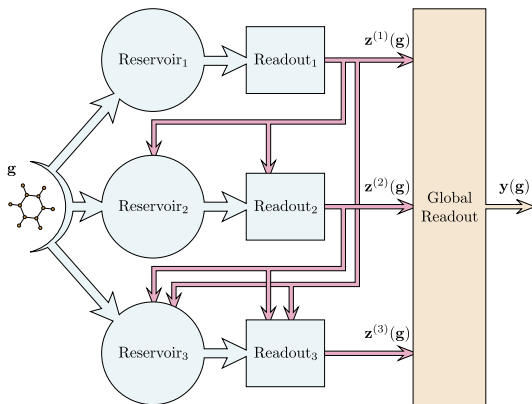 Reservoir₁
Readout₁
z⁽¹⁾(g)
g
Reservoir₂
Readout₂
z⁽²⁾(g)
Global
Readout
y(g)
Reservoir₃
Readout₃
z⁽³⁾(g)